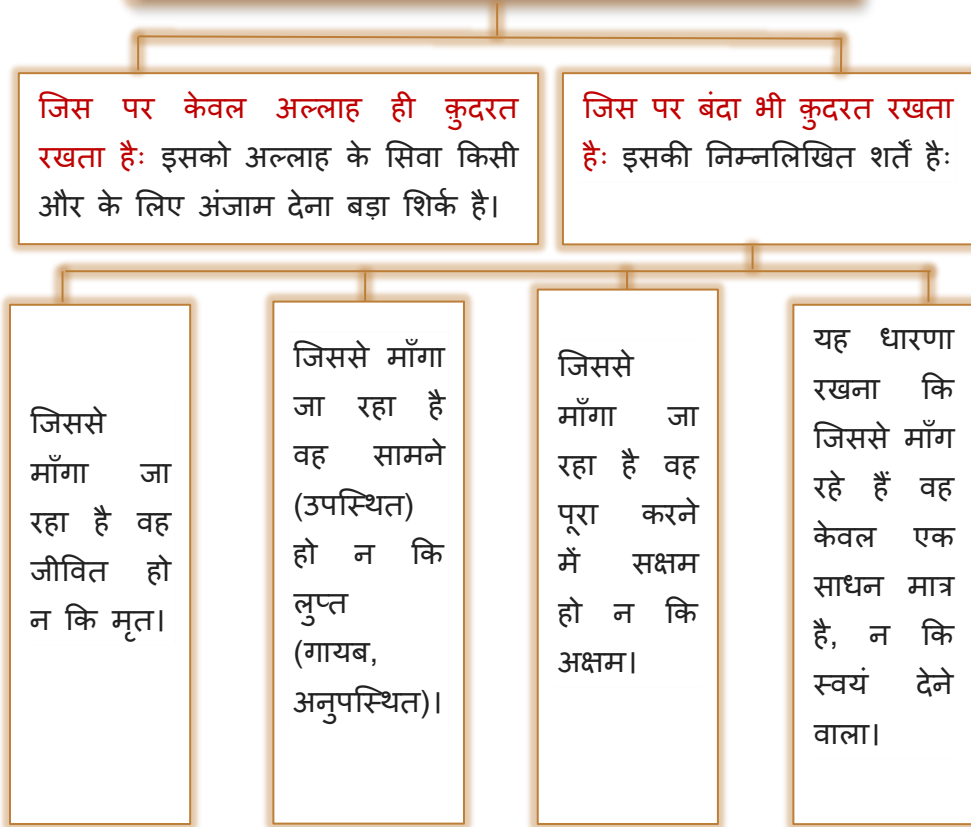 जिस पर केवल अल्लाह ही क़ुदरत
रखता हैः इसको अल्लाह के सिवा किसी
और के लिए अंजाम देना बड़ा शिर्क है।
जिस पर बंदा भी क़ुदरत रखता
हैः इसकी निम्नलिखित शर्तें हैः
जिससे
माँगा जा
रहा है वह
जीवित हो
न कि मृत।
जिससे माँगा
जा रहा है
वह सामने
(उपस्थित)
हो न कि
लुप्त
(गायब,
अनुपस्थित)।
जिससे
माँगा जा
रहा है वह
पूरा करने
में सक्षम
हो न कि
अक्षम।
यह धारणा
रखना कि
जिससे माँग
रहे हैं वह
केवल एक
साधन मात्र
है, न कि
स्वयं देने
वाला।